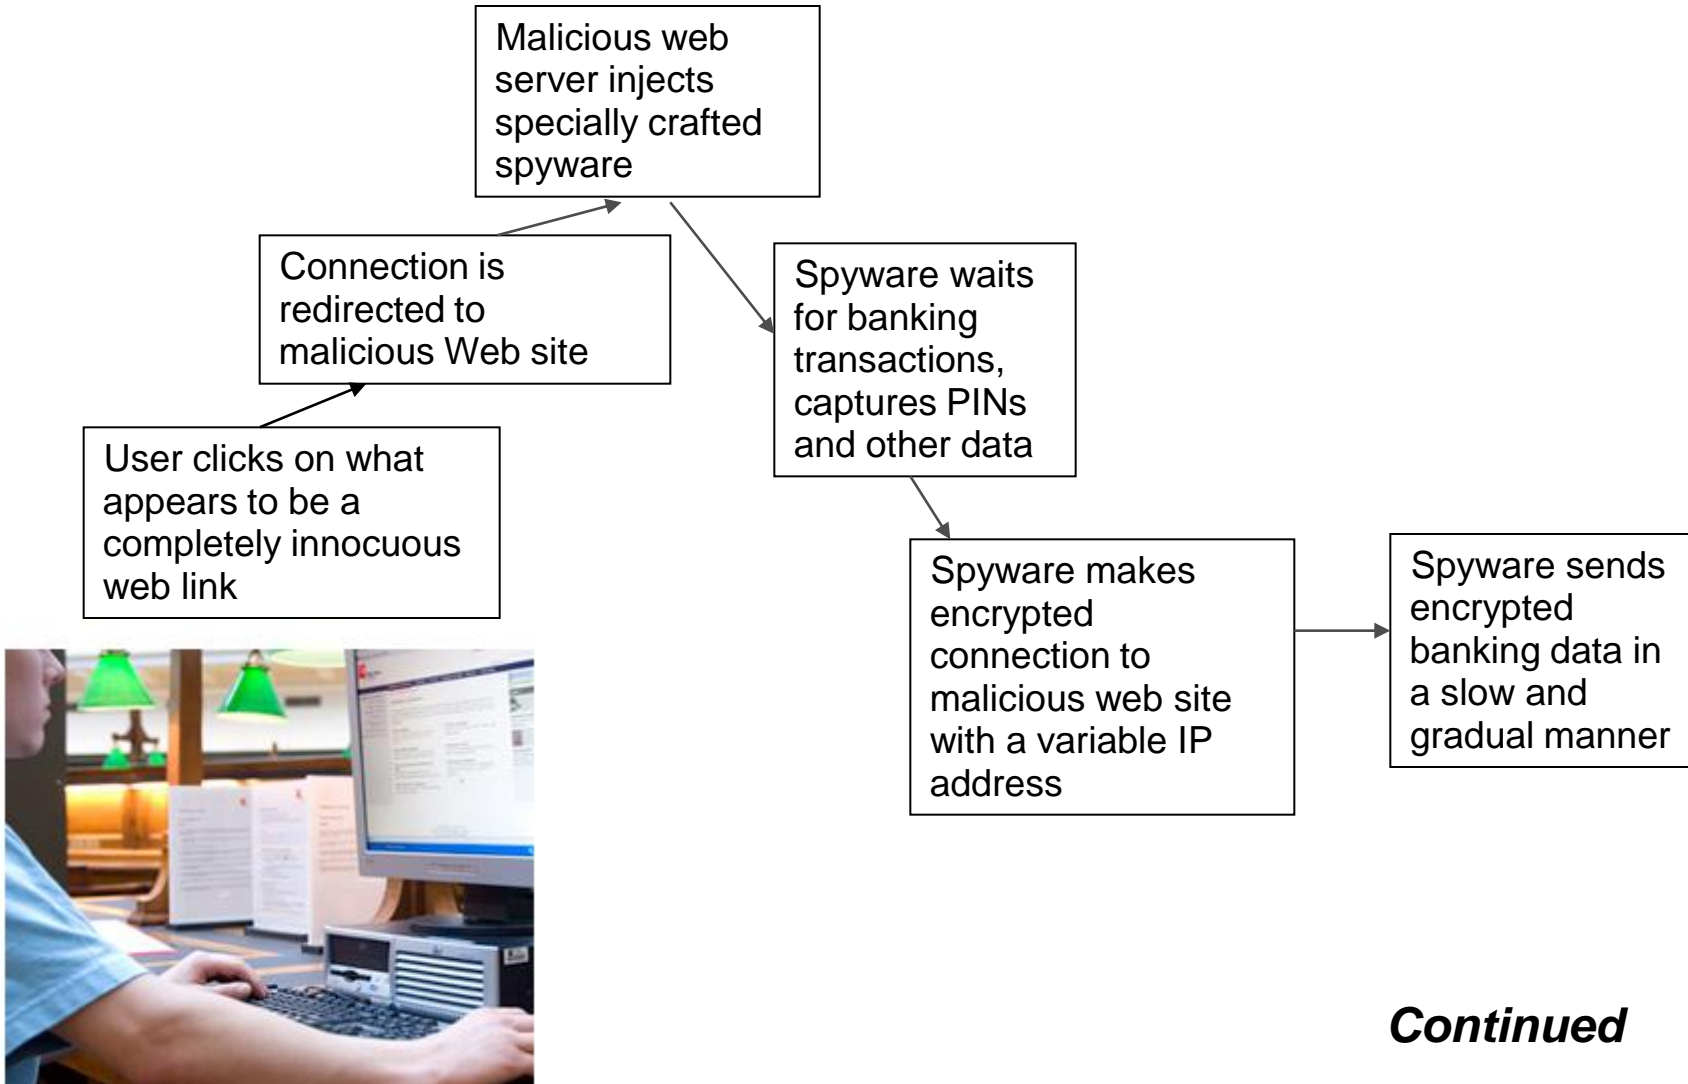 Malicious web
server injects
specially crafted
spyware
Connection is
redirected to
malicious Web site
Spyware waits
for banking
transactions,
captures PINs
and other data
User clicks on what
appears to be a
completely innocuous
web link
Spyware makes
encrypted
connection to
malicious web site
with a variable IP
address
Spyware sends
encrypted
banking data in
a slow and
gradual manner
Continued